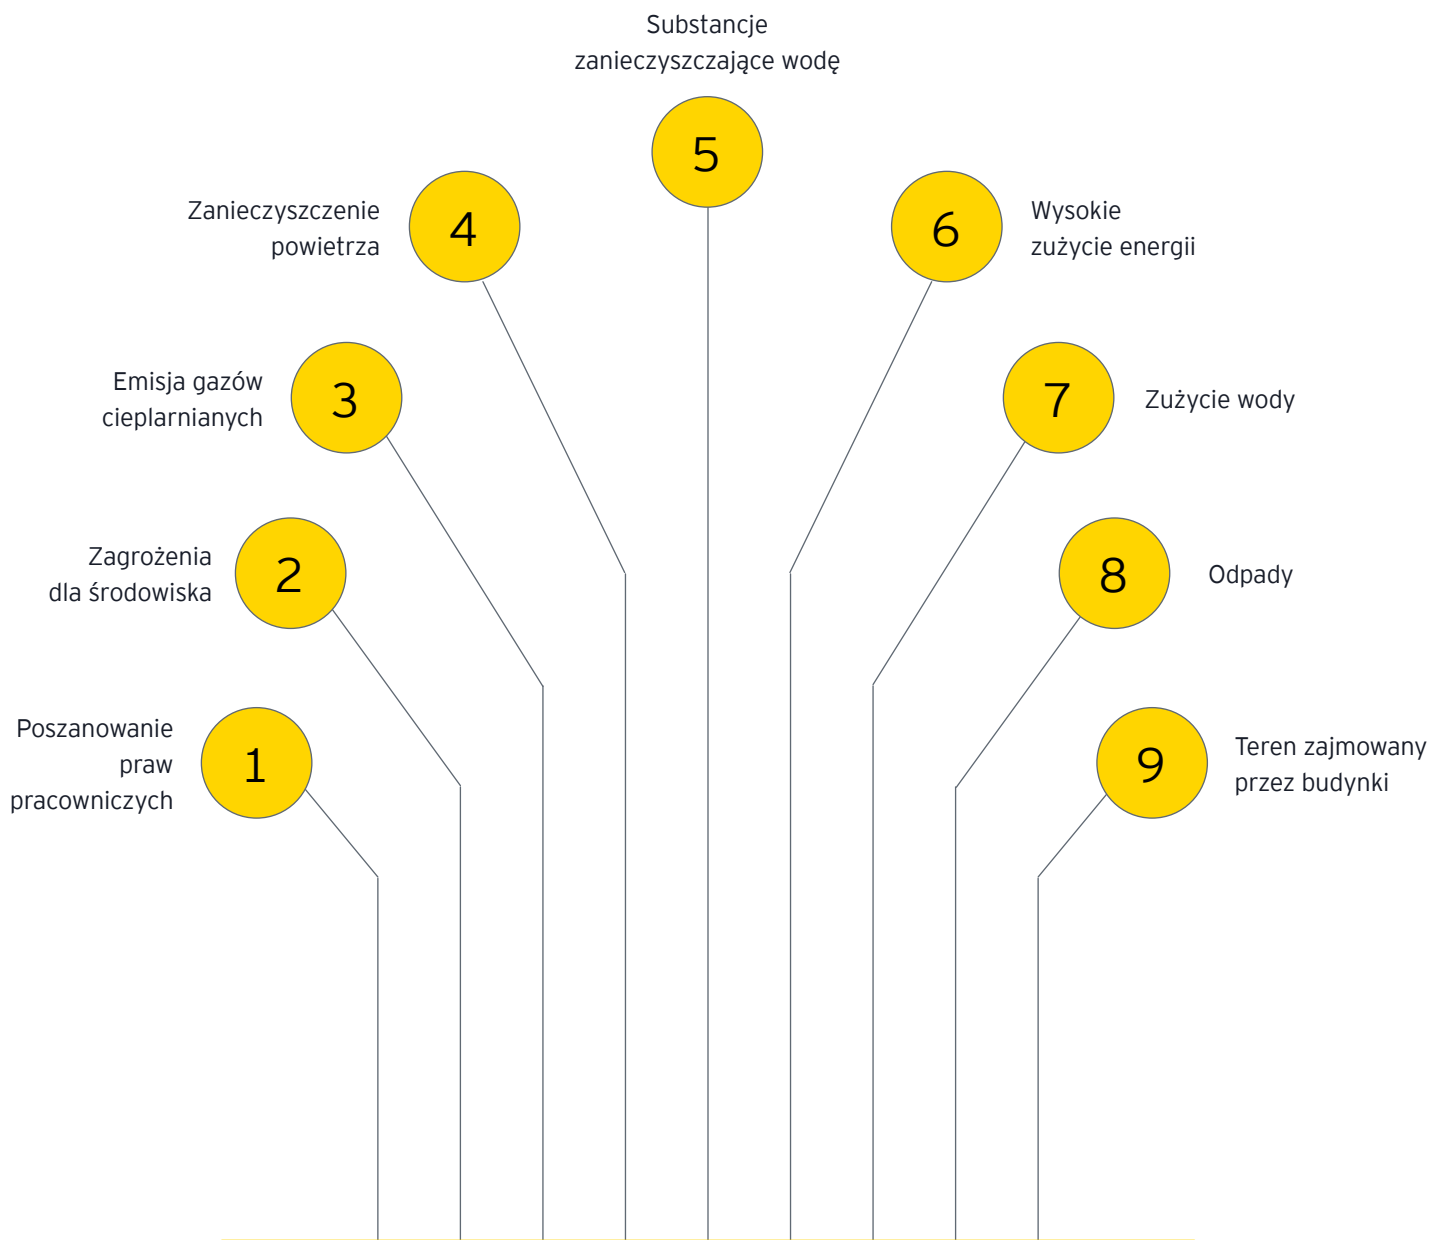 Substancje
zanieczyszczające wodę
5
Zanieczyszczenie
powietrza
4
6
Wysokie
zużycie energii
Emisja gazów
cieplarnianych
3
7
Zużycie wody
Zagrożenia
dla środowiska
2
8
Odpady
Poszanowanie
praw
pracowniczych
1
9
Teren zajmowany
przez budynki